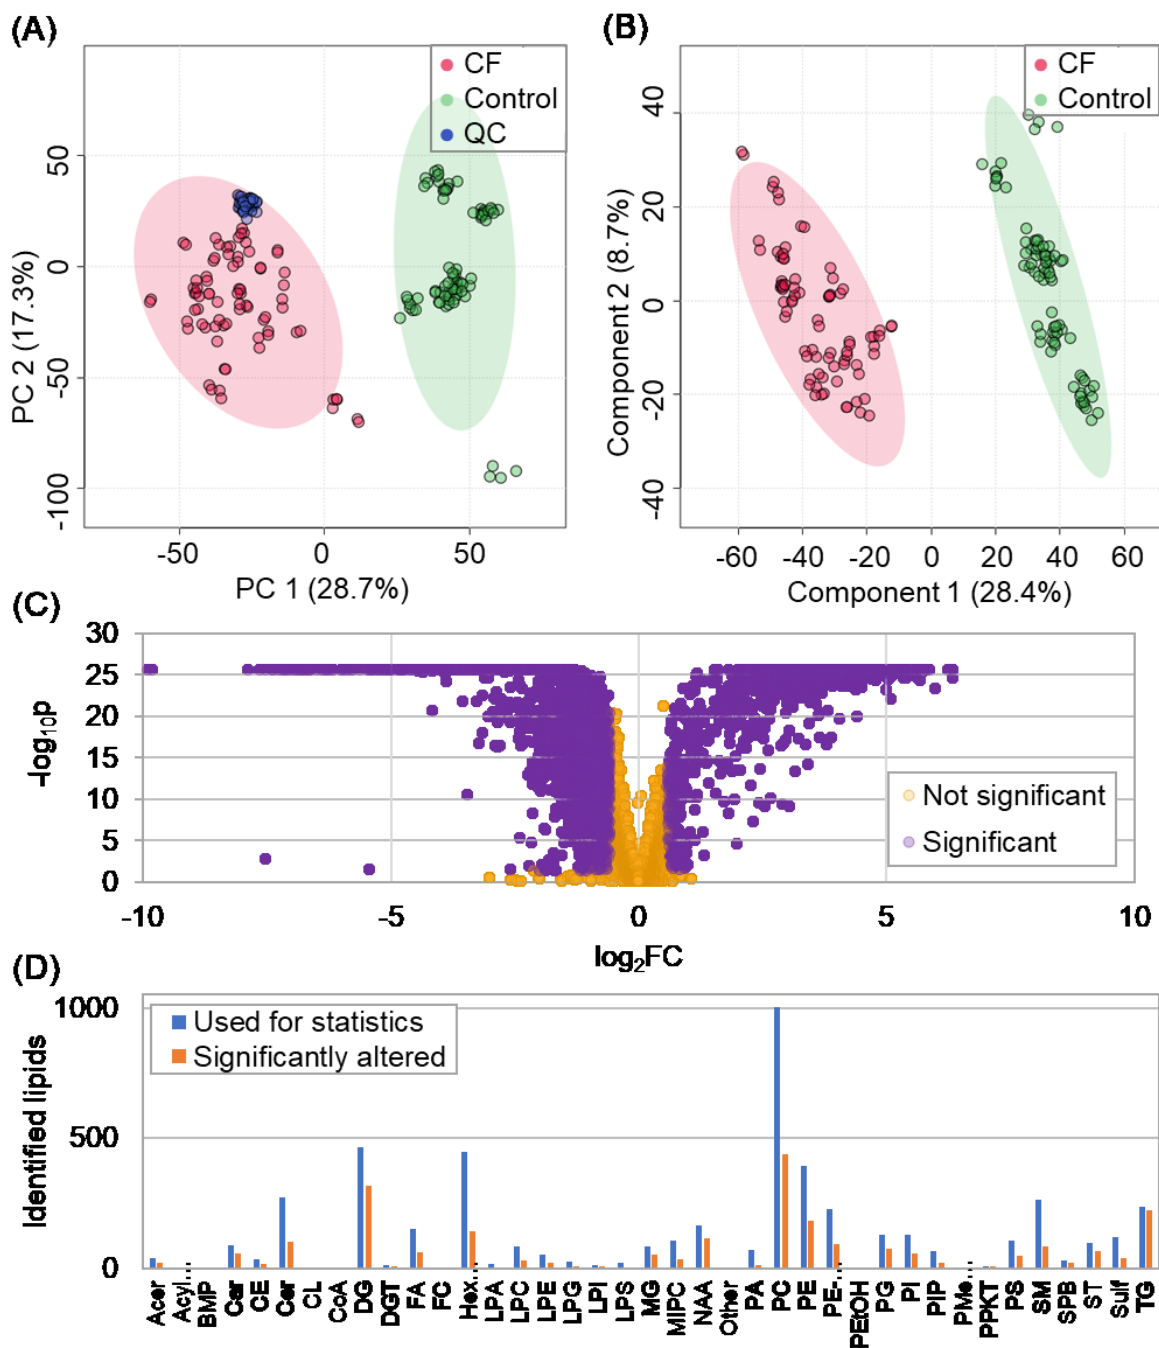 (A)
CF
Control
QC
50
0
-50
-100
PC 2 (17.3%)
-50
0
50
PC 1 (28.7%)
(B)
CF
Control
40
20
0
-20
-40
Component 2 (8.7%)
-60
-40
-20
0
20
40
60
Component 1 (28.4%)
(C)
30
25
20
15
10
5
0
-log₁₀p
Not significant
Significant
-10
-5
0
5
10
log₂FC
(D)
1000
500
0
Identified lipids
Used for statistics
Significantly altered
Acer
Acyl...
BMP
Car
CE
Cer
CL
CoA
DG
DGT
FA
FC
Hex...
LPA
LPC
LPE
LPG
LPI
LPS
MG
MIPC
NAA
Other
PA
PC
PE
PE-...
PEtOH
PG
PI
PIP
PMe...
PPKT
PS
SM
SPB
ST
Sulf
TG